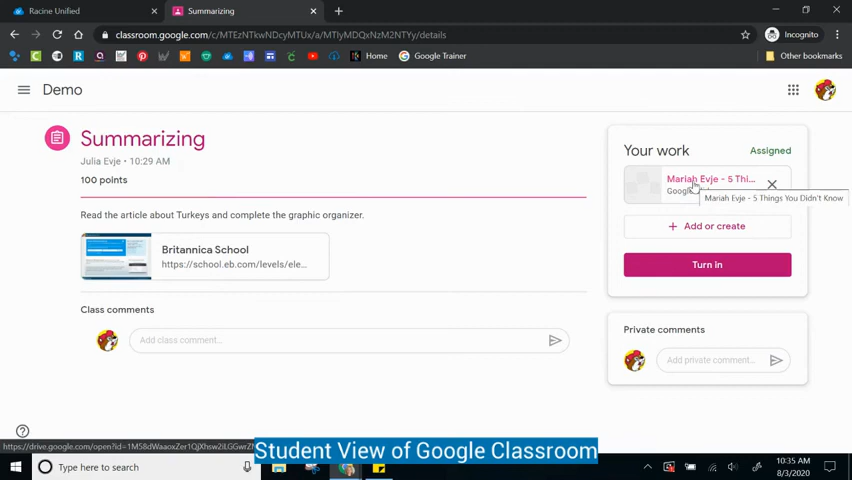 Racine Unified
Summarizing
classroom.google.com/c/MTEzNTkwNDcyMTUx/a/MTIyMDQxNzM2NTYy/details
Incognito
Home
Google Trainer
Other bookmarks
Demo
Summarizing
Julia Evje • 10:29 AM
100 points
Read the article about Turkeys and complete the graphic organizer.
Britannica School
https://school.eb.com/levels/ele...
Class comments
Add class comment...
Your work
Assigned
Mariah Evje - 5 Thi...
Mariah Evje - 5 Things You Didn't Know
Add or create
Turn in
Private comments
Add private comment...
Student View of Google Classroom
Type here to search
10:35 AM
8/3/2020